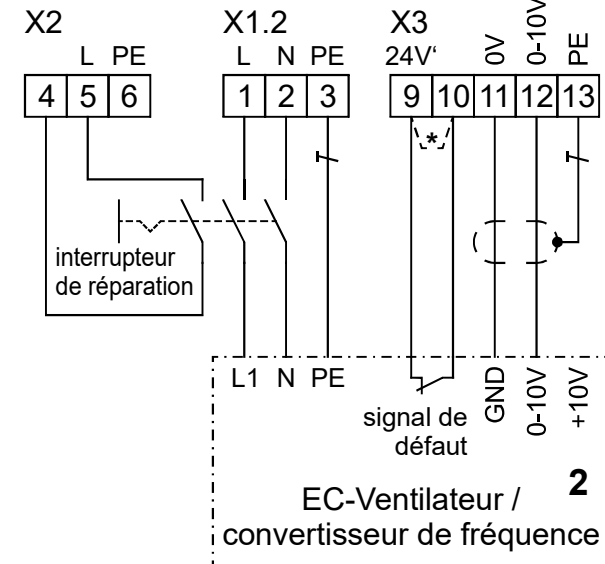 X2 X1.2 X3
L PE L N PE 24V‘ 0V 0-10V PE
4 5 6 1 2 3 9 10 11 12 13
*
interrupteur
de réparation
L1 N PE GND 0-10V +10V
signal de
défaut
2
EC-Ventilateur /
convertisseur de fréquence